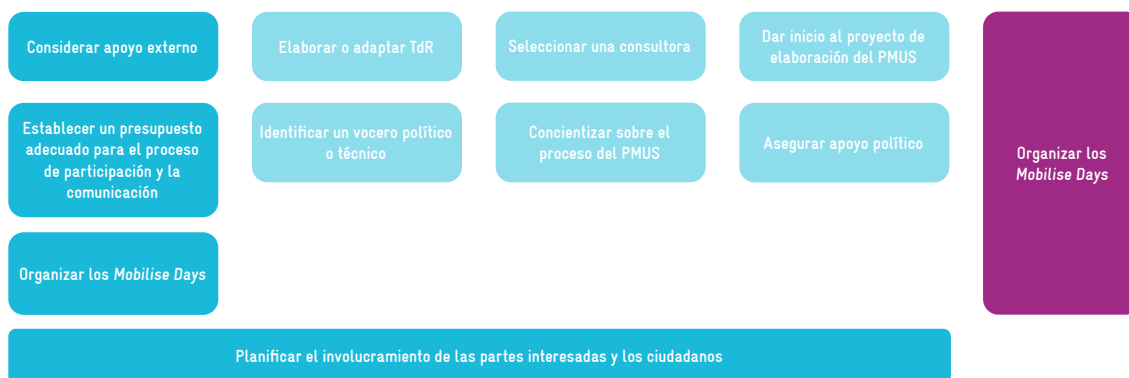 Considerar apoyo externo
Elaborar o adaptar TdR
Seleccionar una consultora
Dar inicio al proyecto de
elaboración del PMUS
Establecer un presupuesto
adecuado para el proceso
de participación y la
comunicación
Identificar un vocero político
o técnico
Concientizar sobre el
proceso del PMUS
Asegurar apoyo político
Organizar los
Mobilise Days
Organizar los Mobilise Days
Planificar el involucramiento de las partes interesadas y los ciudadanos